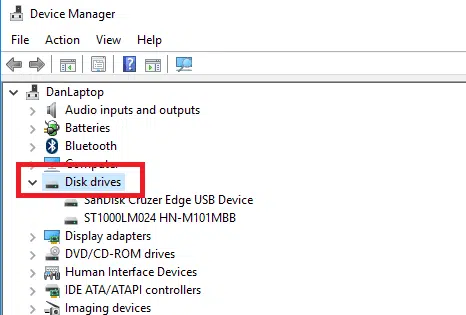 Device Manager
File Action View Help
DanLaptop
Audio inputs and outputs
Batteries
Bluetooth
Computer
Disk drives
SanDisk Cruzer Edge USB Device
ST1000LM024 HN-M101MBB
Display adapters
DVD/CD-ROM drives
Human Interface Devices
IDE ATA/ATAPI controllers
Imaging devices